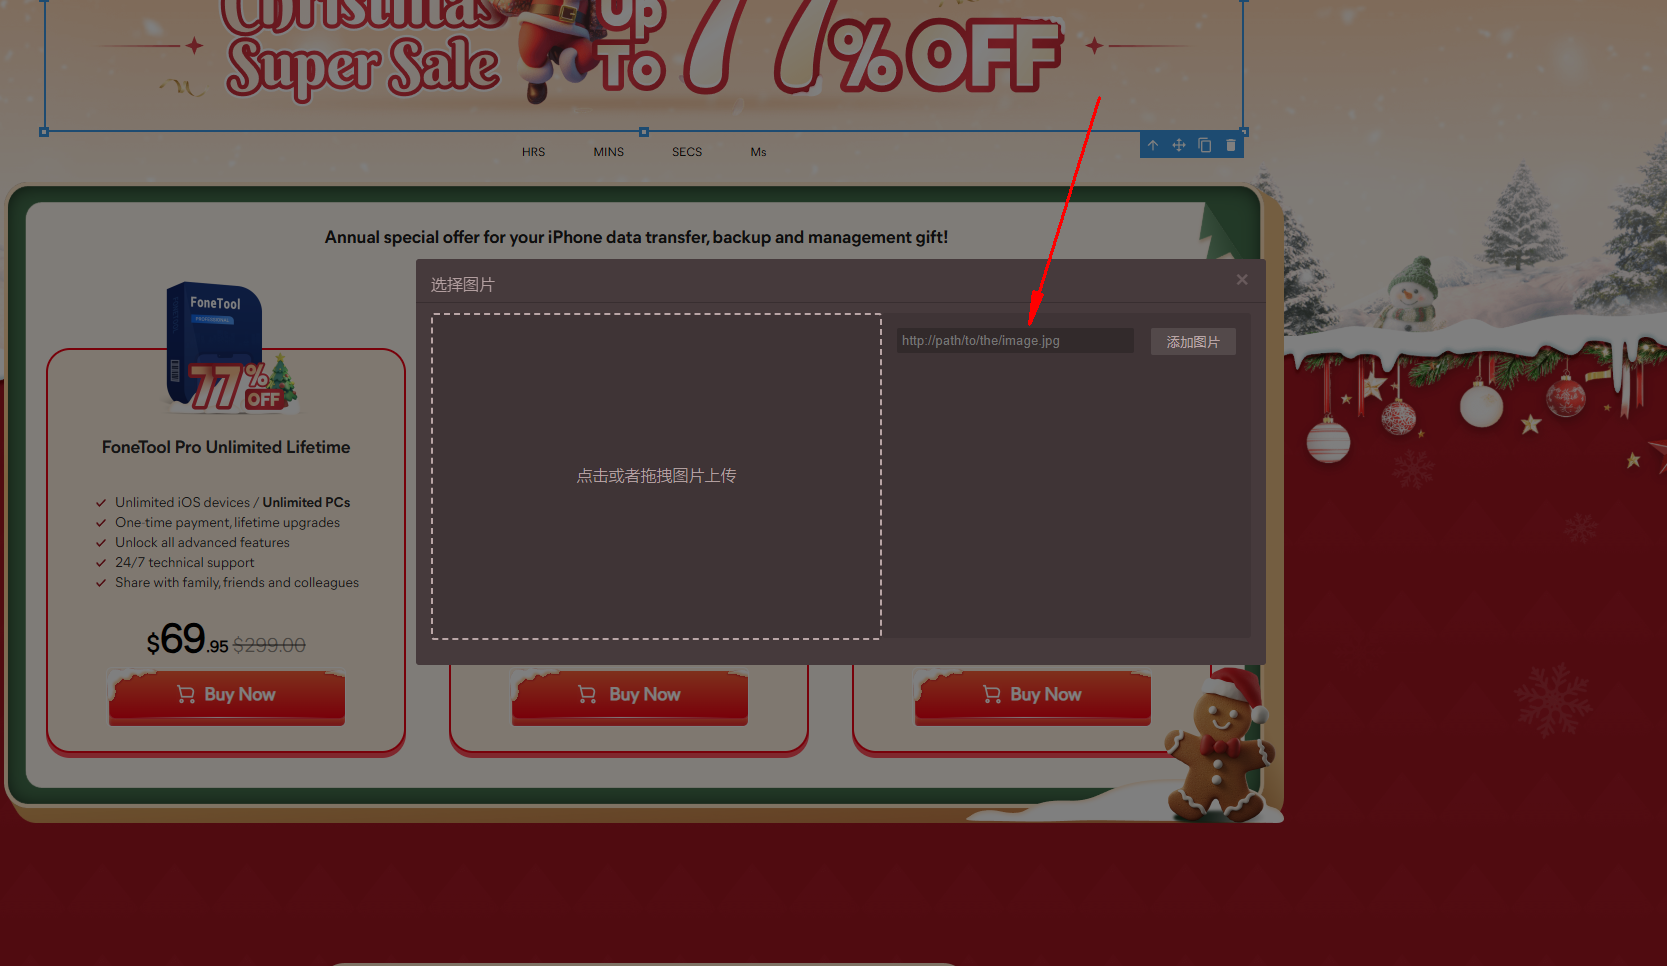 Christmas
Super Sale
Up
To
77%OFF
HRS MINS SECS Ms
Annual special offer for your iPhone data transfer, backup and management gift!
选择图片
×
http://path/to/the/image.jpg
添加图片
点击或者拖拽图片上传
FoneTool
PROFESSIONAL
77%
OFF
FoneTool Pro Unlimited Lifetime
Unlimited iOS devices / Unlimited PCs
One-time payment, lifetime upgrades
Unlock all advanced features
24/7 technical support
Share with family, friends and colleagues
$69.95 $299.00
Buy Now
Buy Now
Buy Now